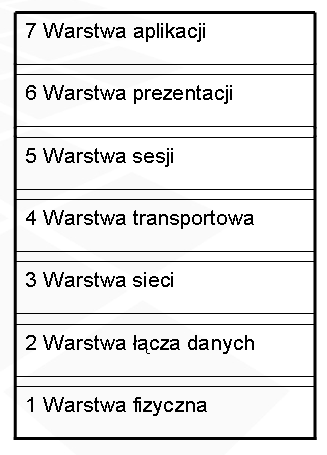 7 Warstwa aplikacji
6 Warstwa prezentacji
5 Warstwa sesji
4 Warstwa transportowa
3 Warstwa sieci
2 Warstwa łącza danych
1 Warstwa fizyczna